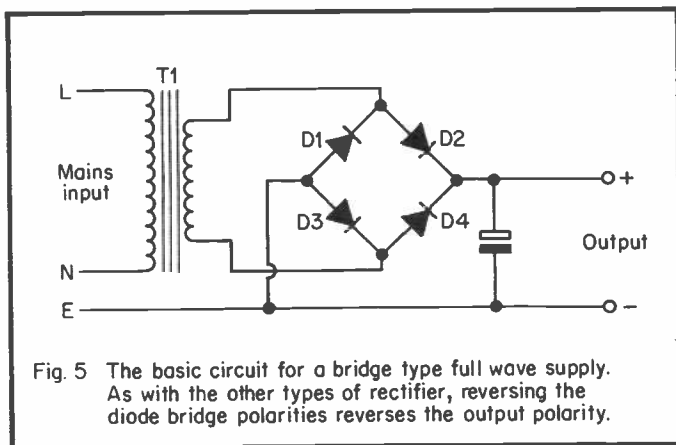 T1
L
D1
D2
Mains
input
+
D3
D4
Output
N
E
-
Fig. 5 The basic circuit for a bridge type full wave supply.
As with the other types of rectifier, reversing the
diode bridge polarities reverses the output polarity.